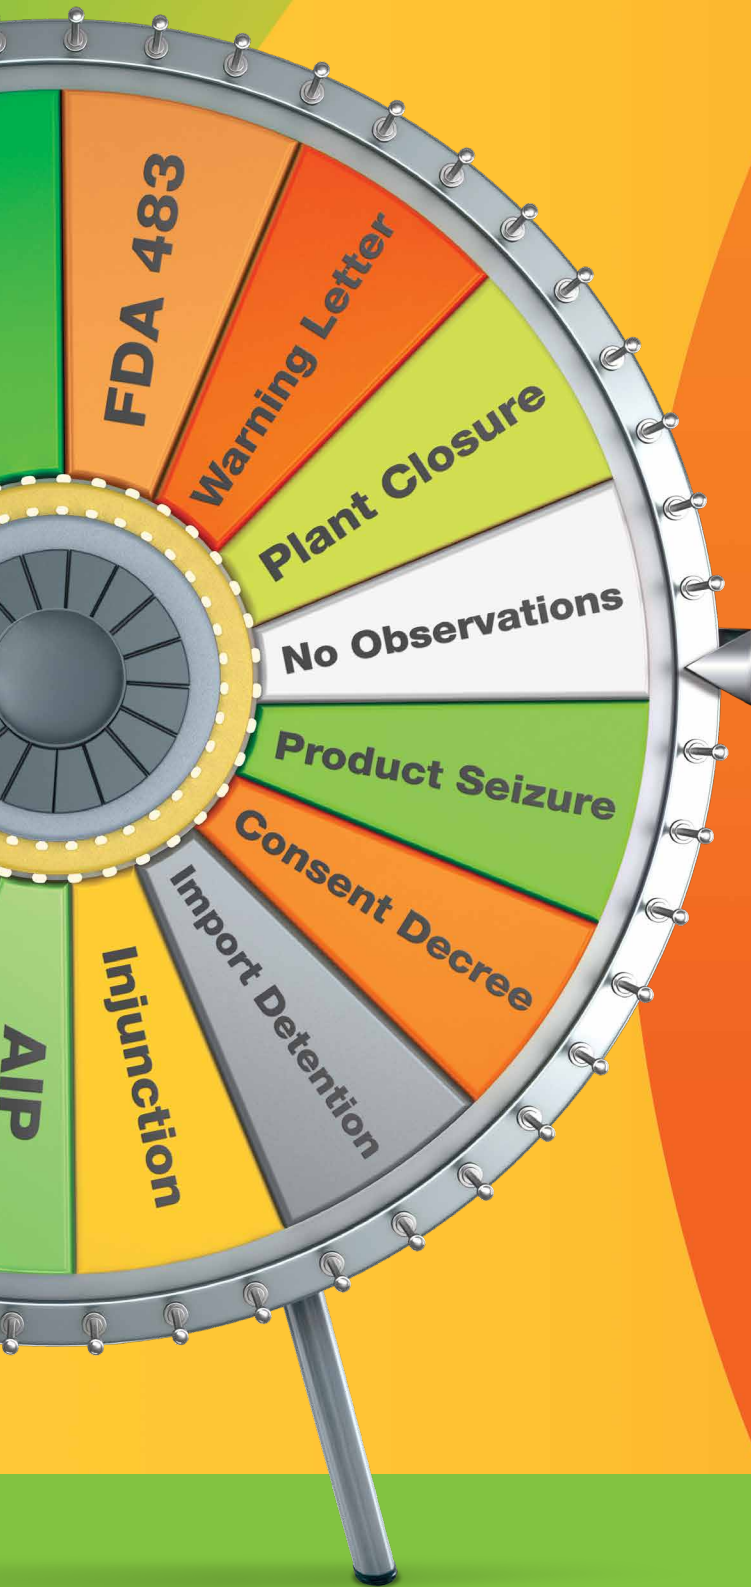 FDA 483
Warning Letter
Plant Closure
No Observations
Product Seizure
Consent Decree
Import Detention
Injunction
AIP